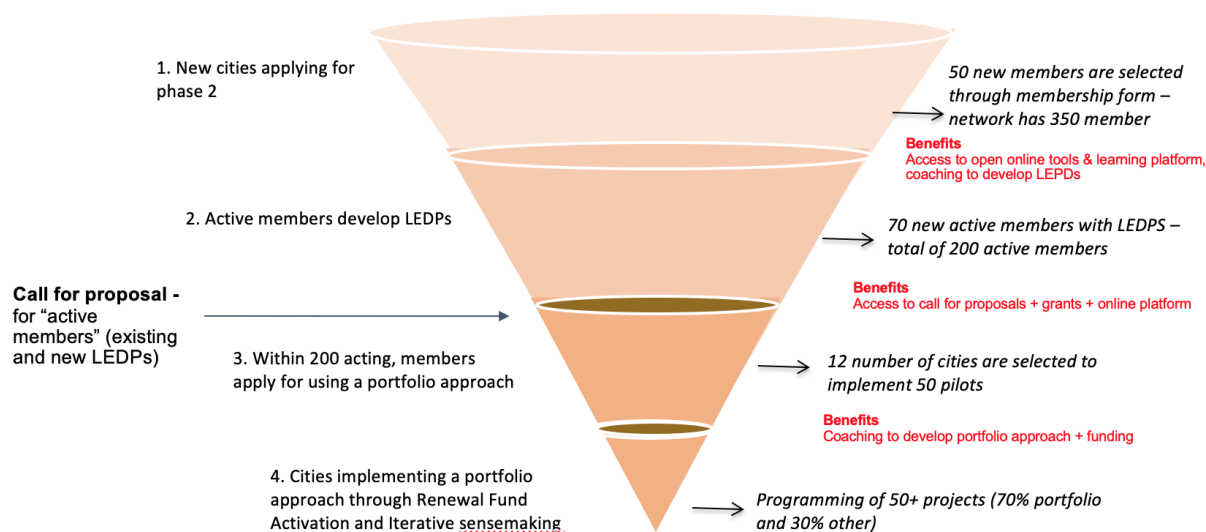 1. New cities applying for
phase 2
50 new members are selected
through membership form –
network has 350 member
Benefits
Access to open online tools & learning platform,
coaching to develop LEPDs
2. Active members develop LEDPs
70 new active members with LEDPS –
total of 200 active members
Benefits
Access to call for proposals + grants + online platform
Call for proposal -
for “active
members” (existing
and new LEDPs)
3. Within 200 acting, members
apply for using a portfolio approach
12 number of cities are selected to
implement 50 pilots
Benefits
Coaching to develop portfolio approach + funding
4. Cities implementing a portfolio
approach through Renewal Fund
Activation and Iterative sensemaking
Programming of 50+ projects (70% portfolio
and 30% other)